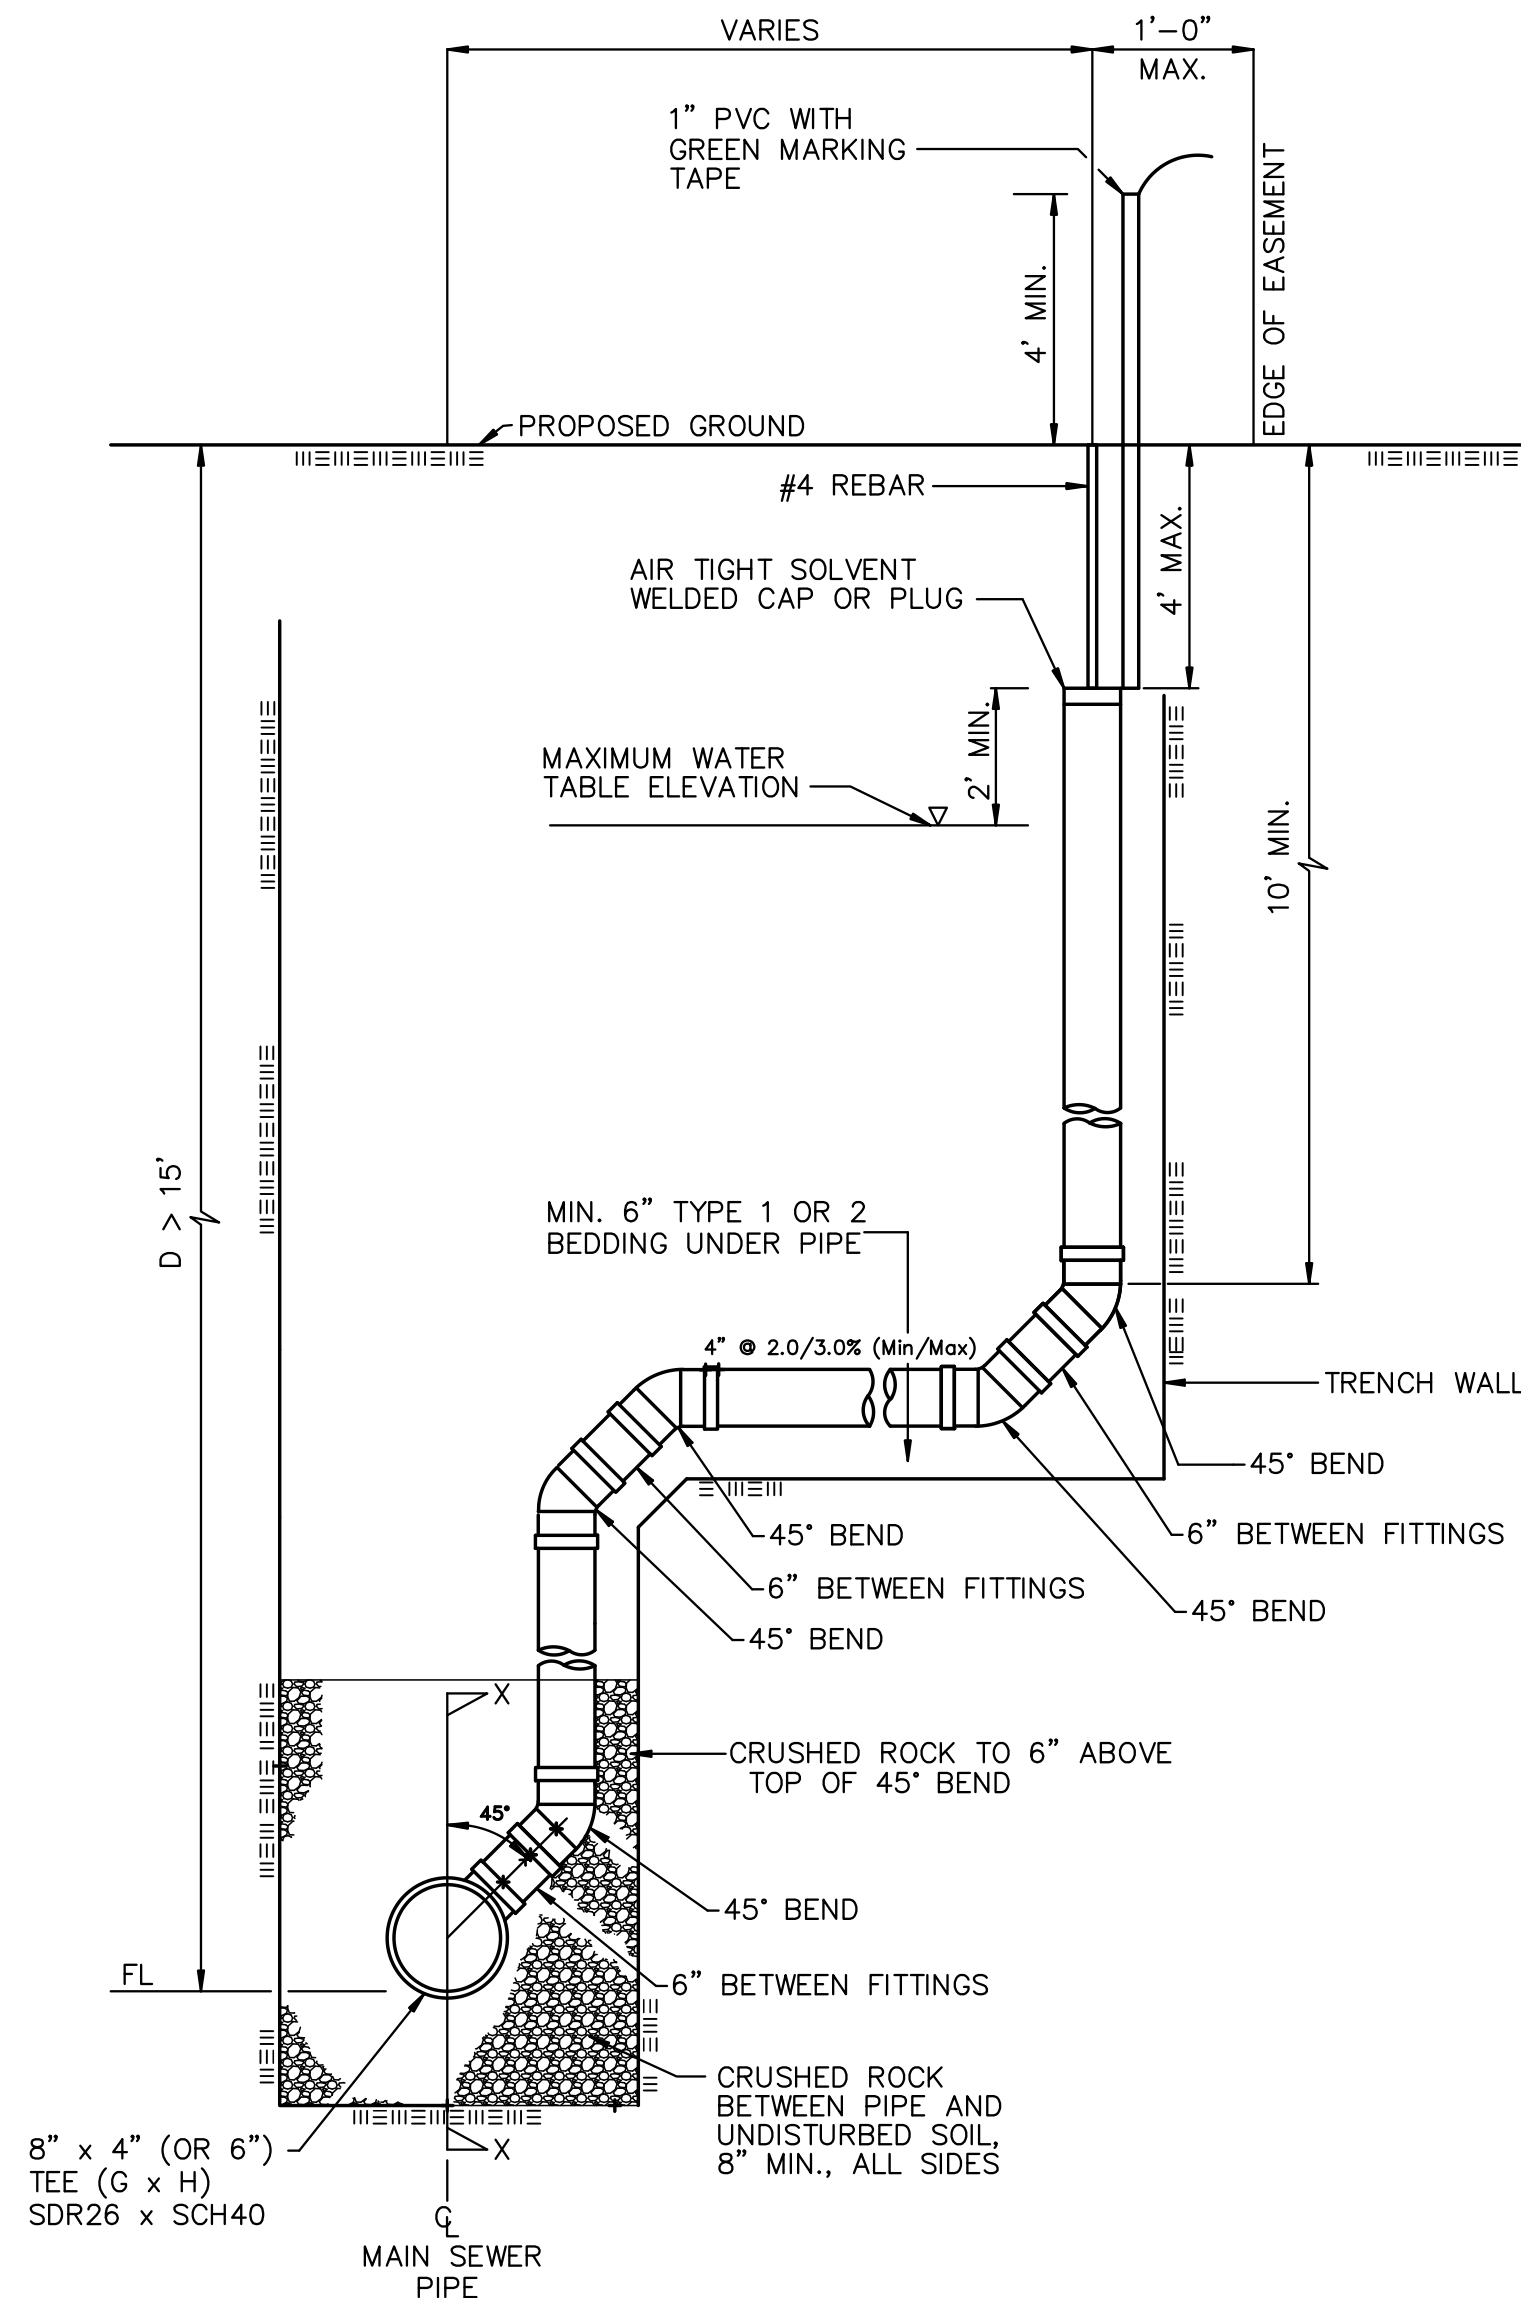 VARIES
1'-0"
MAX.
1" PVC WITH
GREEN MARKING
TAPE
EDGE OF EASEMENT
4' MIN.
PROPOSED GROUND
#4 REBAR
4' MAX.
AIR TIGHT SOLVENT
WELDED CAP OR PLUG
2' MIN.
MAXIMUM WATER
TABLE ELEVATION
10' MIN.
D > 15'
MIN. 6" TYPE 1 OR 2
BEDDING UNDER PIPE
4" @ 2.0/3.0% (Min/Max)
TRENCH WALL
45° BEND
6" BETWEEN FITTINGS
45° BEND
45° BEND
6" BETWEEN FITTINGS
45° BEND
X
CRUSHED ROCK TO 6" ABOVE
TOP OF 45° BEND
45°
45° BEND
FL
6" BETWEEN FITTINGS
CRUSHED ROCK
BETWEEN PIPE AND
UNDISTURBED SOIL,
8" MIN., ALL SIDES
X
8" x 4" (OR 6")
TEE (G x H)
SDR26 x SCH40
CL
MAIN SEWER
PIPE